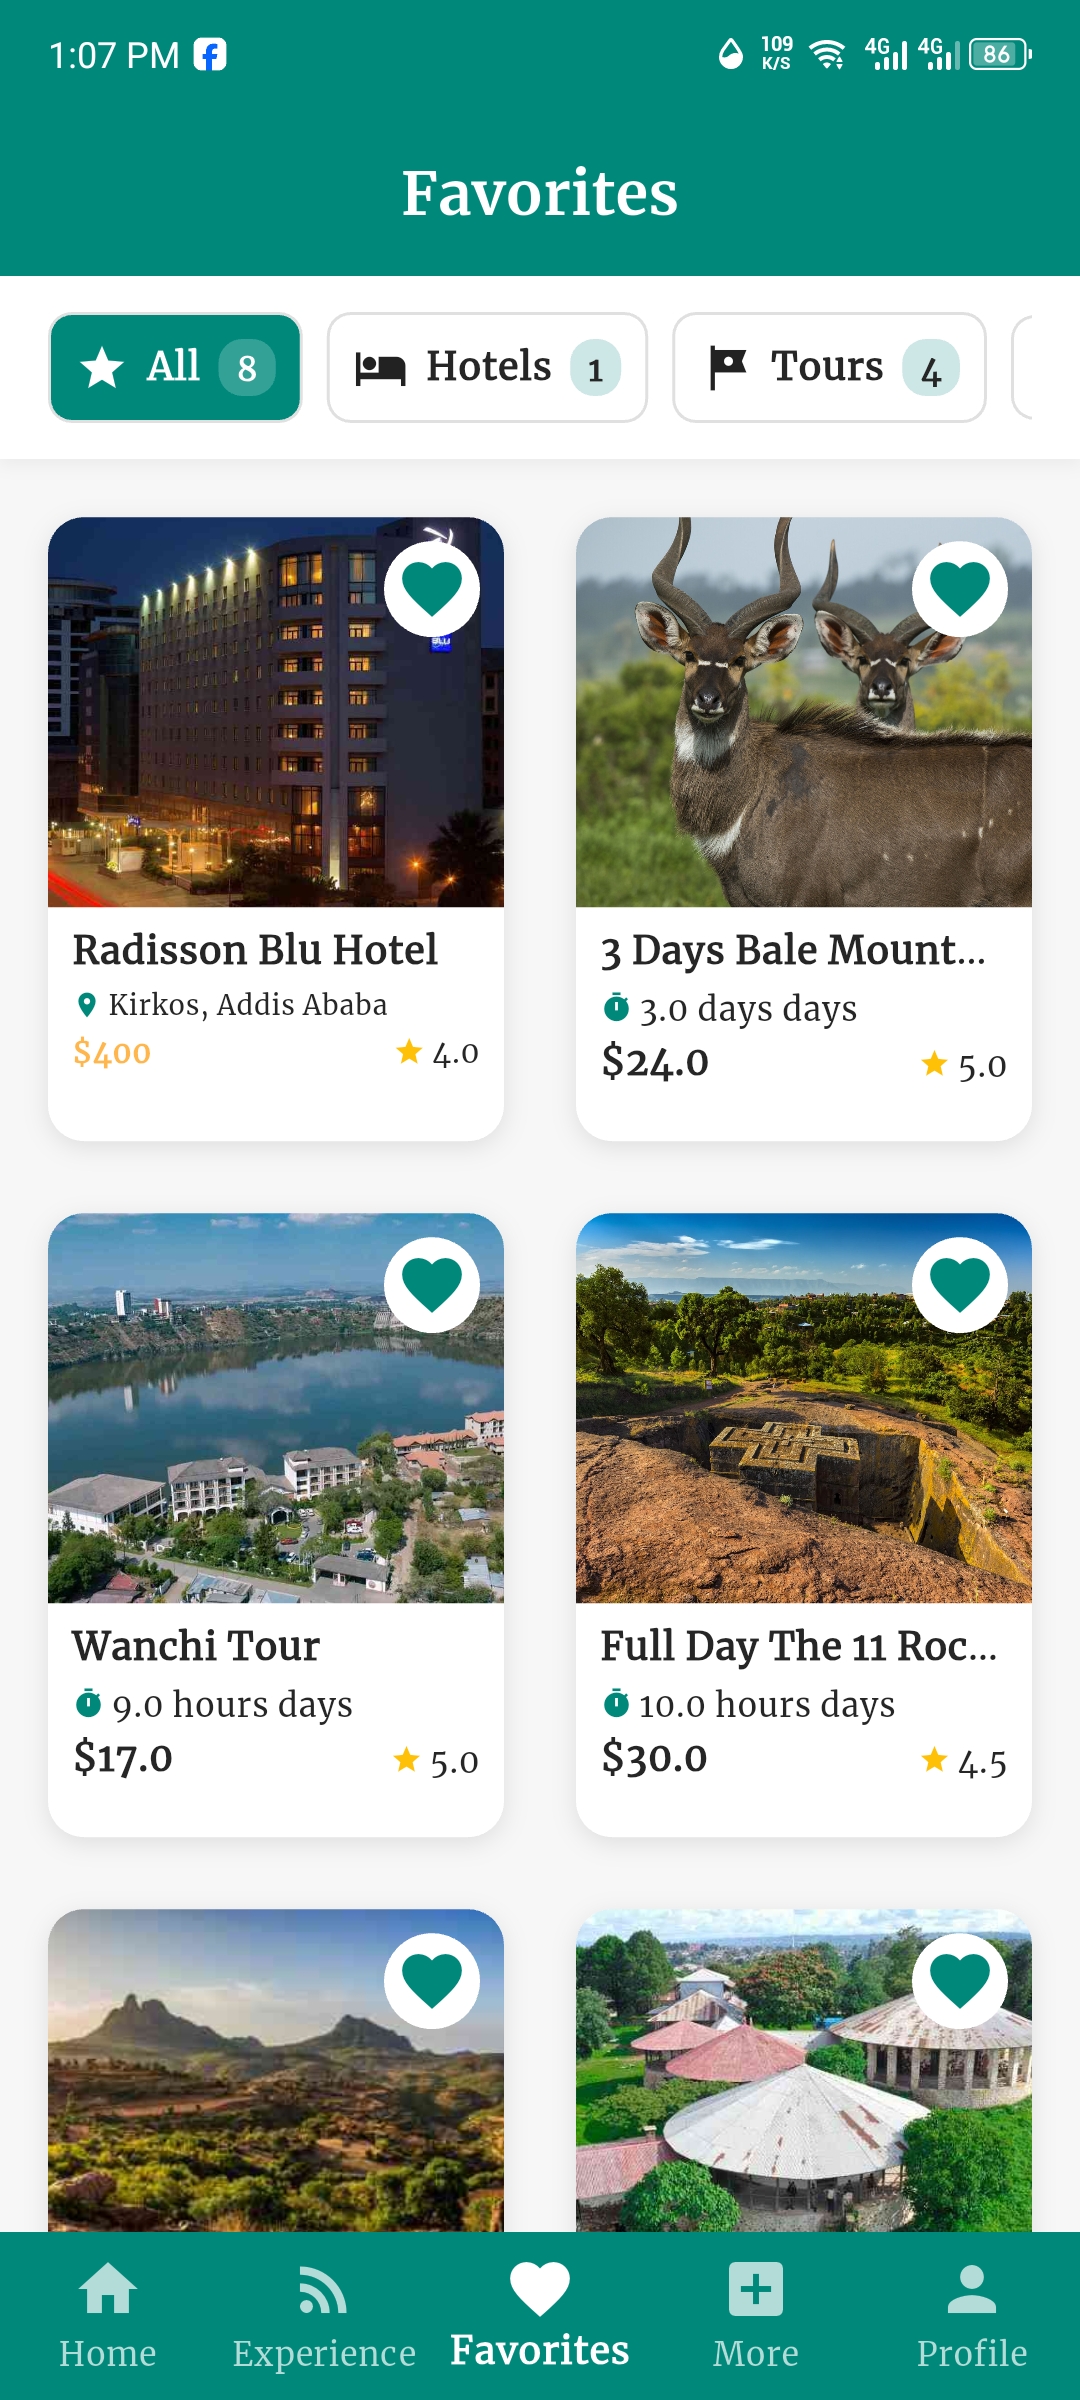 1:07 PM
109 K/S 4G 4G 86
Favorites
All 8 Hotels 1 Tours 4
BLU
Radisson Blu Hotel
Kirkos, Addis Ababa
$400 4.0
3 Days Bale Mount...
3.0 days days
$24.0 5.0
Wanchi Tour
9.0 hours days
$17.0 5.0
Full Day The 11 Roc...
10.0 hours days
$30.0 4.5
Home Experience Favorites More Profile